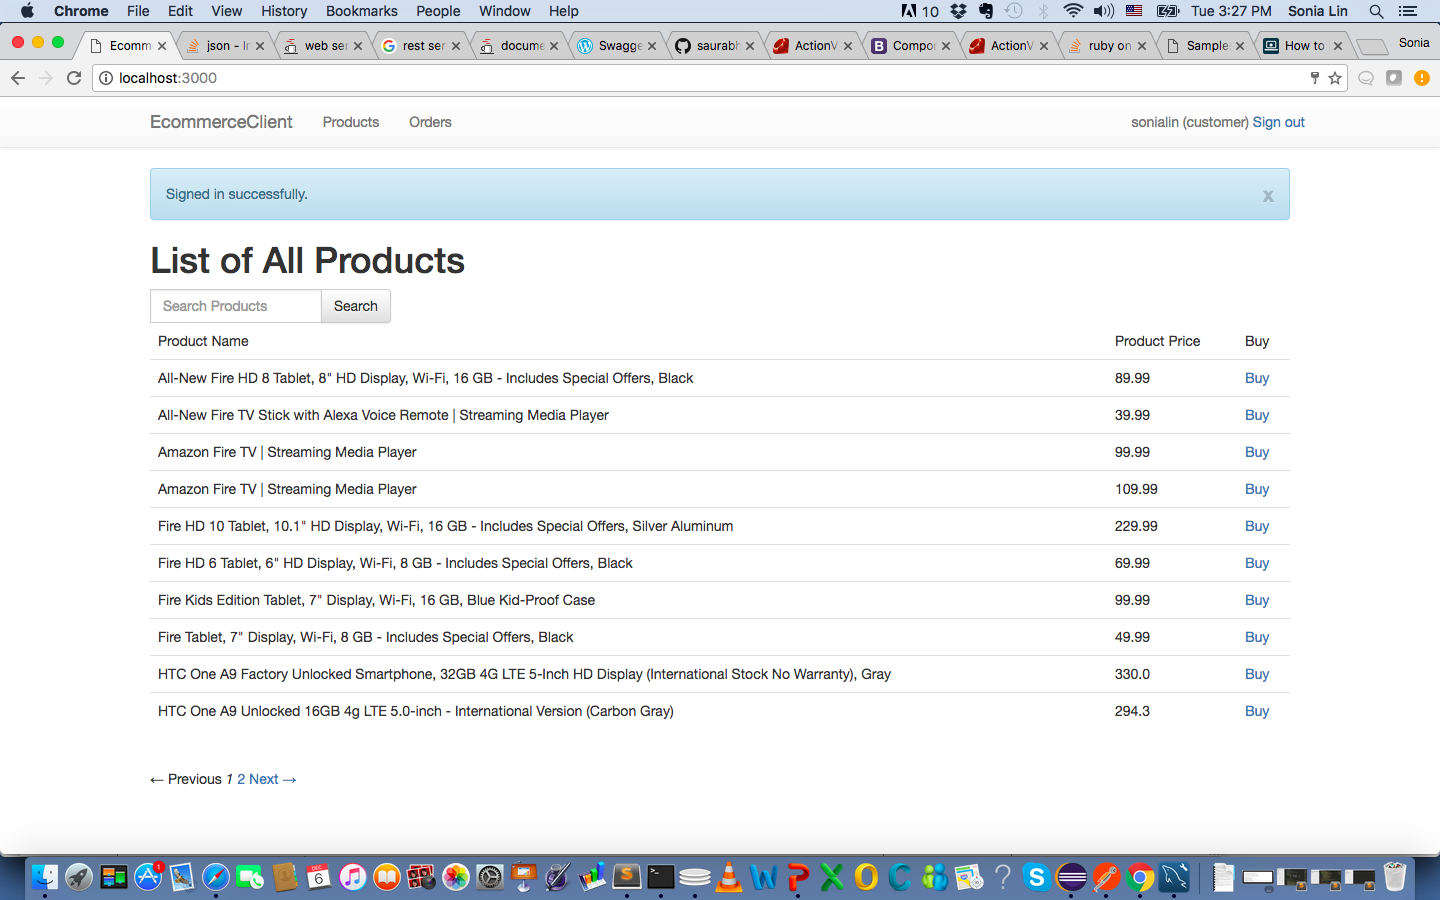 Chrome File Edit View History Bookmarks People Window Help 10 Tue 3:27 PM Sonia Lin
Ecomm json - Ir web ser rest ser docume Swagge saurabh ActionV Compor ActionV ruby on Sample How to Sonia
localhost:3000
EcommerceClient Products Orders sonialin (customer) Sign out
Signed in successfully. x
List of All Products
Search Products Search
Product Name Product Price Buy
All-New Fire HD 8 Tablet, 8" HD Display, Wi-Fi, 16 GB - Includes Special Offers, Black 89.99 Buy
All-New Fire TV Stick with Alexa Voice Remote | Streaming Media Player 39.99 Buy
Amazon Fire TV | Streaming Media Player 99.99 Buy
Amazon Fire TV | Streaming Media Player 109.99 Buy
Fire HD 10 Tablet, 10.1" HD Display, Wi-Fi, 16 GB - Includes Special Offers, Silver Aluminum 229.99 Buy
Fire HD 6 Tablet, 6" HD Display, Wi-Fi, 8 GB - Includes Special Offers, Black 69.99 Buy
Fire Kids Edition Tablet, 7" Display, Wi-Fi, 16 GB, Blue Kid-Proof Case 99.99 Buy
Fire Tablet, 7" Display, Wi-Fi, 8 GB - Includes Special Offers, Black 49.99 Buy
HTC One A9 Factory Unlocked Smartphone, 32GB 4G LTE 5-Inch HD Display (International Stock No Warranty), Gray 330.0 Buy
HTC One A9 Unlocked 16GB 4g LTE 5.0-inch - International Version (Carbon Gray) 294.3 Buy
← Previous 1 2 Next →
1 DEC 6